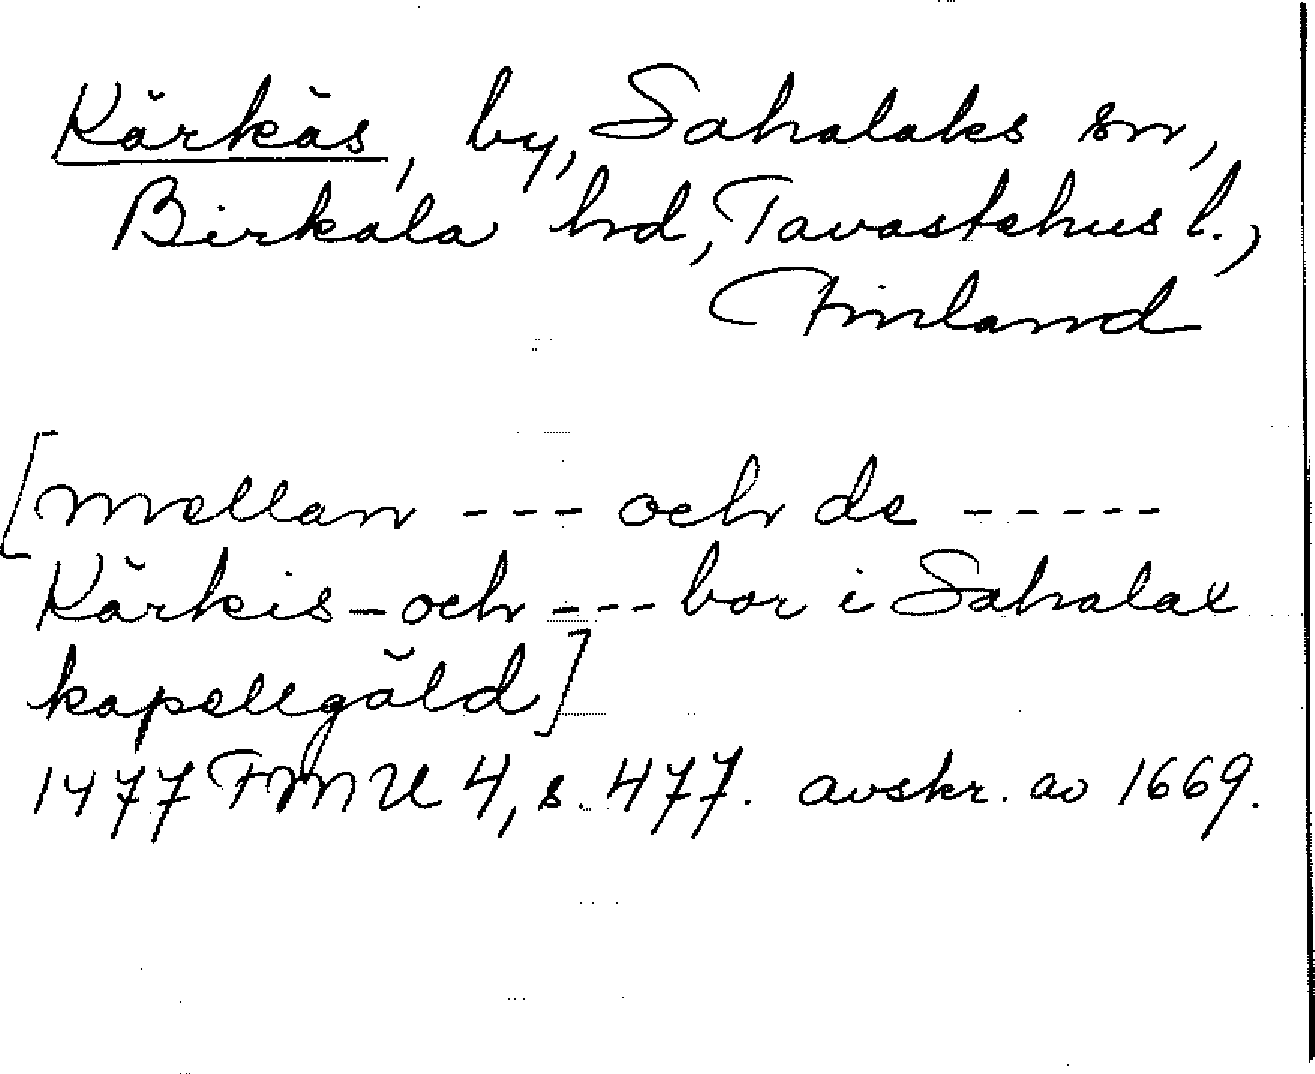 Kärkäs, by, Sahalaks sn,
Birkala hd, Tavastehus l.,
Finland
[mellan --- och de -----
Kärkis- och --- bor i Sahalax
kapellgäld]
1477 FMU 4, s. 477. avskr. av 1669.